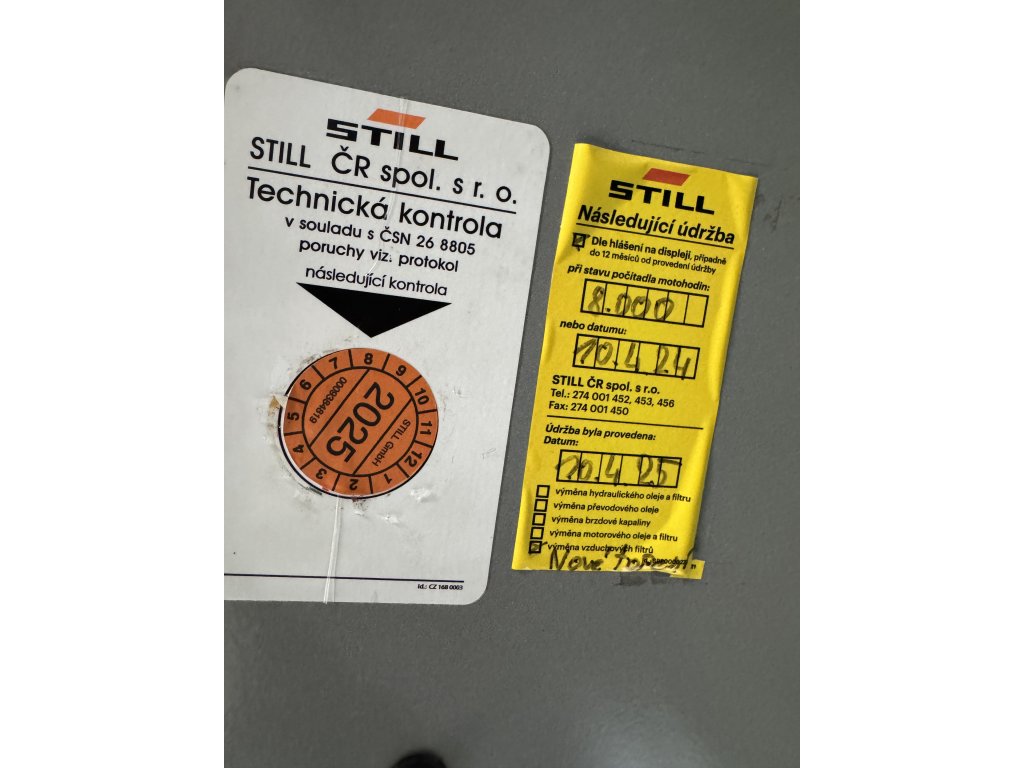 STILL
STILL ČR spol. s r. o.
Technická kontrola
v souladu s ČSN 26 8805
poruchy viz. protokol
následující kontrola
1 2 3 4 5 6 7 8 9 10 11 12
0009384819
2025
STILL GmbH
Id.: CZ 168 0003
STILL
Následující údržba
Dle hlášení na displeji, případně
do 12 měsíců od provedení údržby
při stavu počítadla motohodin:
8.000
nebo datumu:
10.4.24
STILL ČR spol. s r.o.
Tel.: 274 001 452, 453, 456
Fax: 274 001 450
Údržba byla provedena:
Datum:
10.4.25
výměna hydraulického oleje a filtru
výměna převodového oleje
výměna brzdové kapaliny
výměna motorového oleje a filtru
výměna vzduchových filtrů
Nové